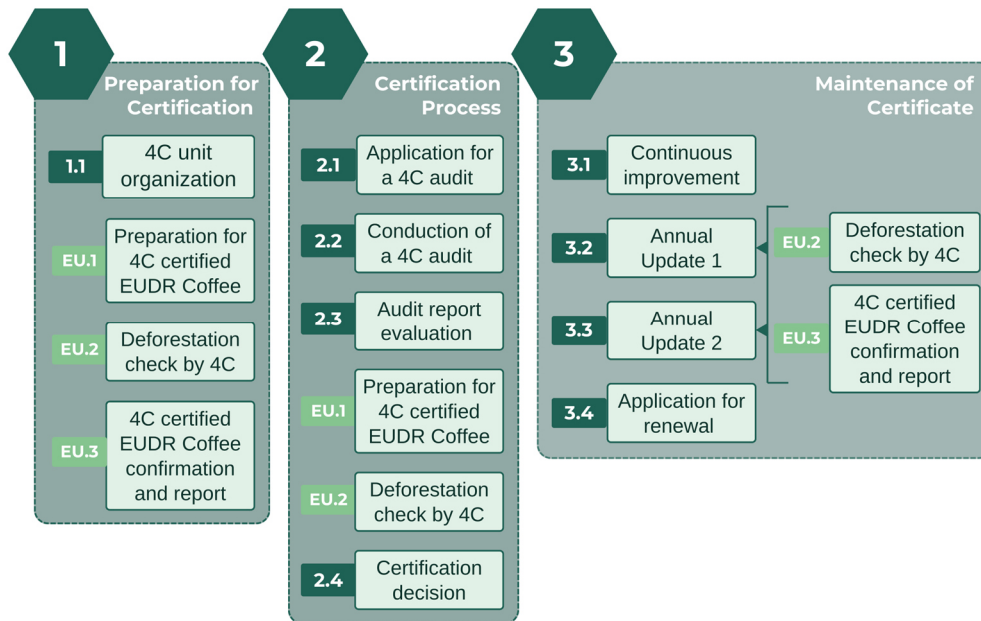 1
Preparation for
Certification
1.1
4C unit
organization
EU.1
Preparation for
4C certified
EUDR Coffee
EU.2
Deforestation
check by 4C
EU.3
4C certified
EUDR Coffee
confirmation
and report
2
Certification
Process
2.1
Application for
a 4C audit
2.2
Conduction of
a 4C audit
2.3
Audit report
evaluation
EU.1
Preparation for
4C certified
EUDR Coffee
EU.2
Deforestation
check by 4C
2.4
Certification
decision
3
Maintenance of
Certificate
3.1
Continuous
improvement
3.2
Annual
Update 1
3.3
Annual
Update 2
3.4
Application for
renewal
EU.2
Deforestation
check by 4C
EU.3
4C certified
EUDR Coffee
confirmation
and report